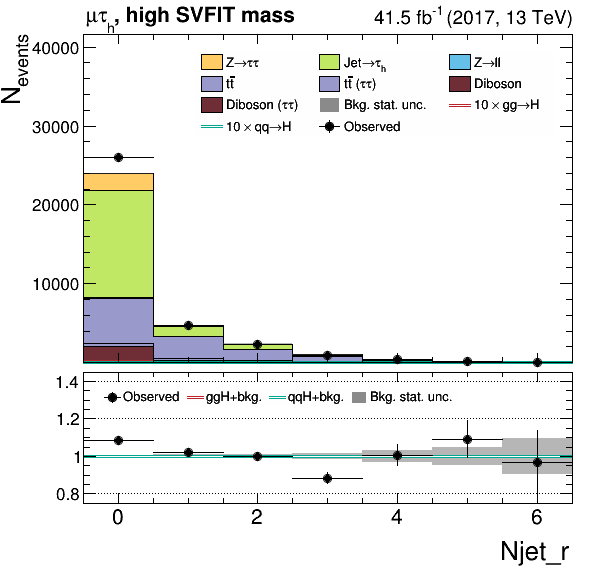 μτh, high SVFIT mass 41.5 fb⁻¹ (2017, 13 TeV)
Nevents
40000
30000
20000
10000
Z→ττ Jet→τh Z→ll
tt̄ tt̄ (ττ) Diboson
Diboson (ττ) Bkg. stat. unc. 10 × gg→H
10 × qq→H Observed
1.4
1.2
1
0.8
Observed ggH+bkg. qqH+bkg. Bkg. stat. unc.
0 2 4 6
Njet_r